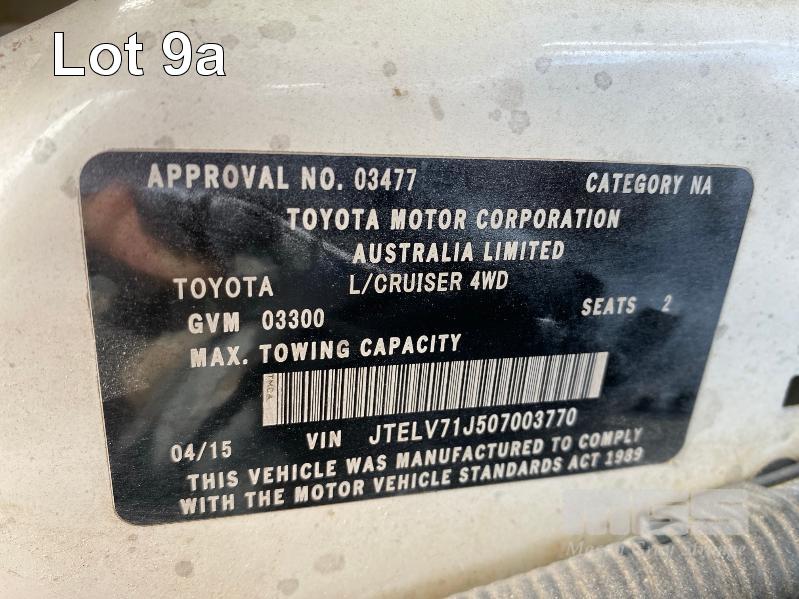 Lot 9a
APPROVAL NO. 03477 CATEGORY NA
TOYOTA MOTOR CORPORATION
AUSTRALIA LIMITED
TOYOTA L/CRUISER 4WD
GVM 03300 SEATS 2
MAX. TOWING CAPACITY
04/15 VIN JTELV71J507003770
THIS VEHICLE WAS MANUFACTURED TO COMPLY
WITH THE MOTOR VEHICLE STANDARDS ACT 1989
MGS